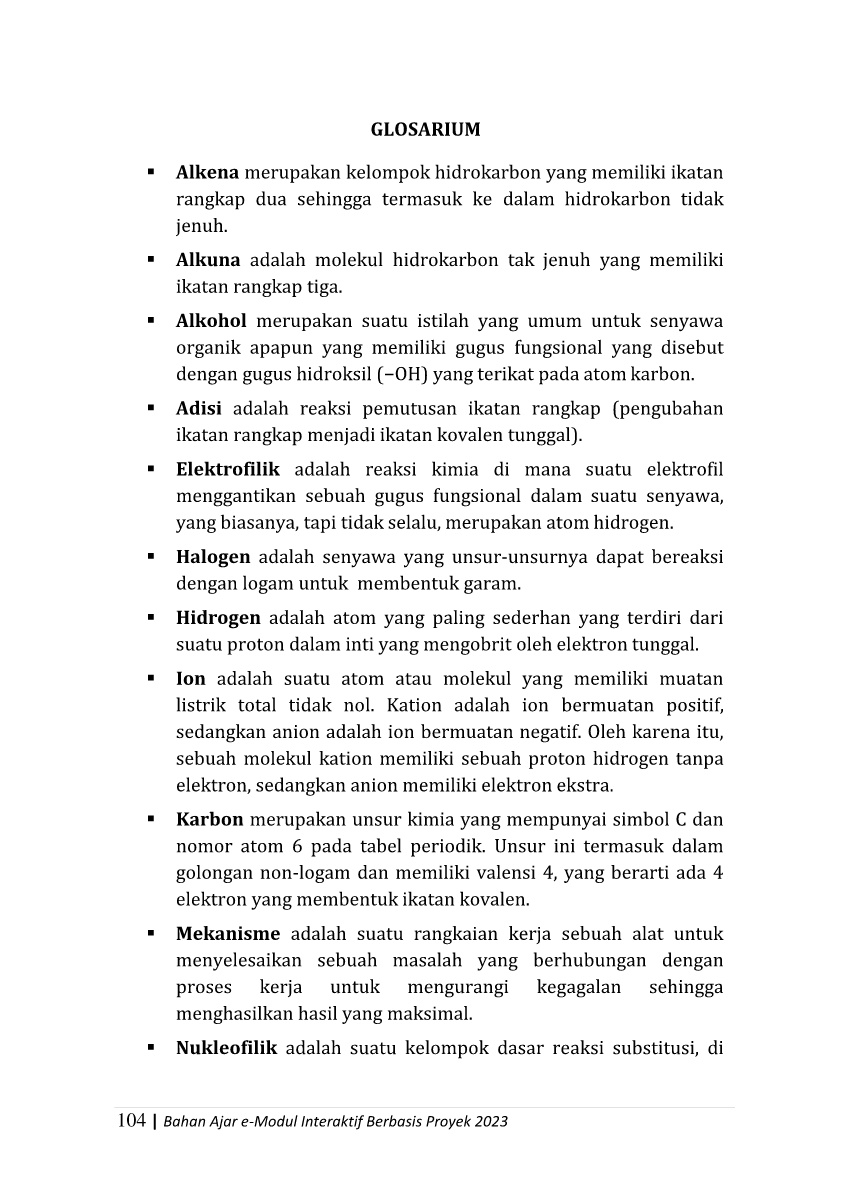 GLOSARIUM
▪ Alkena merupakan kelompok hidrokarbon yang memiliki ikatan
rangkap dua sehingga termasuk ke dalam hidrokarbon tidak
jenuh.
▪ Alkuna adalah molekul hidrokarbon tak jenuh yang memiliki
ikatan rangkap tiga.
▪ Alkohol merupakan suatu istilah yang umum untuk senyawa
organik apapun yang memiliki gugus fungsional yang disebut
dengan gugus hidroksil (−OH) yang terikat pada atom karbon.
▪ Adisi adalah reaksi pemutusan ikatan rangkap (pengubahan
ikatan rangkap menjadi ikatan kovalen tunggal).
▪ Elektrofilik adalah reaksi kimia di mana suatu elektrofil
menggantikan sebuah gugus fungsional dalam suatu senyawa,
yang biasanya, tapi tidak selalu, merupakan atom hidrogen.
▪ Halogen adalah senyawa yang unsur-unsurnya dapat bereaksi
dengan logam untuk membentuk garam.
▪ Hidrogen adalah atom yang paling sederhan yang terdiri dari
suatu proton dalam inti yang mengobrit oleh elektron tunggal.
▪ Ion adalah suatu atom atau molekul yang memiliki muatan
listrik total tidak nol. Kation adalah ion bermuatan positif,
sedangkan anion adalah ion bermuatan negatif. Oleh karena itu,
sebuah molekul kation memiliki sebuah proton hidrogen tanpa
elektron, sedangkan anion memiliki elektron ekstra.
▪ Karbon merupakan unsur kimia yang mempunyai simbol C dan
nomor atom 6 pada tabel periodik. Unsur ini termasuk dalam
golongan non-logam dan memiliki valensi 4, yang berarti ada 4
elektron yang membentuk ikatan kovalen.
▪ Mekanisme adalah suatu rangkaian kerja sebuah alat untuk
menyelesaikan sebuah masalah yang berhubungan dengan
proses kerja untuk mengurangi kegagalan sehingga
menghasilkan hasil yang maksimal.
▪ Nukleofilik adalah suatu kelompok dasar reaksi substitusi, di
104 | Bahan Ajar e-Modul Interaktif Berbasis Proyek 2023